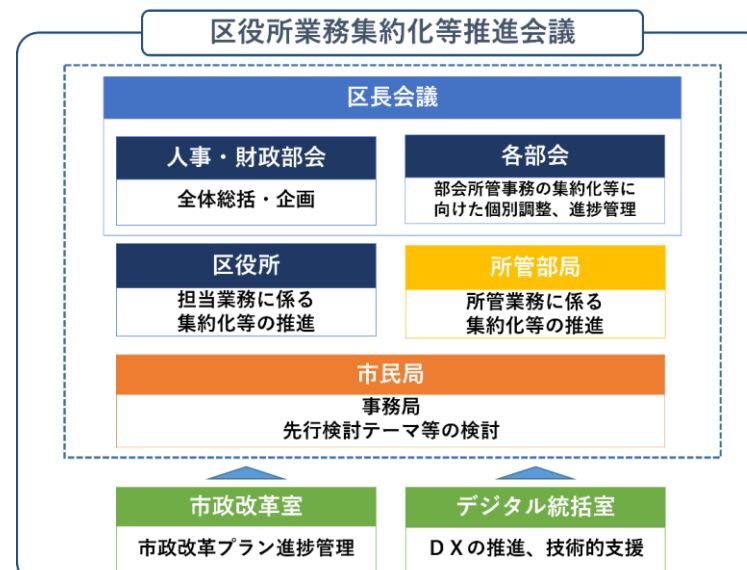 区役所業務集約化等推進会議
区長会議
人事・財政部会
全体総括・企画
各部会
部会所管事務の集約化等に
向けた個別調整、進捗管理
区役所
担当業務に係る
集約化等の推進
所管部局
所管業務に係る
集約化等の推進
市民局
事務局
先行検討テーマ等の検討
市政改革室
市政改革プラン進捗管理
デジタル統括室
ＤＸの推進、技術的支援